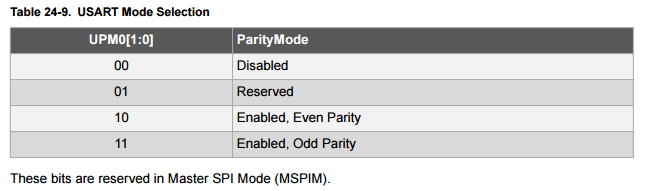 Table 24-9. USART Mode Selection
UPM0[1:0] ParityMode
00 Disabled
01 Reserved
10 Enabled, Even Parity
11 Enabled, Odd Parity
These bits are reserved in Master SPI Mode (MSPIM).